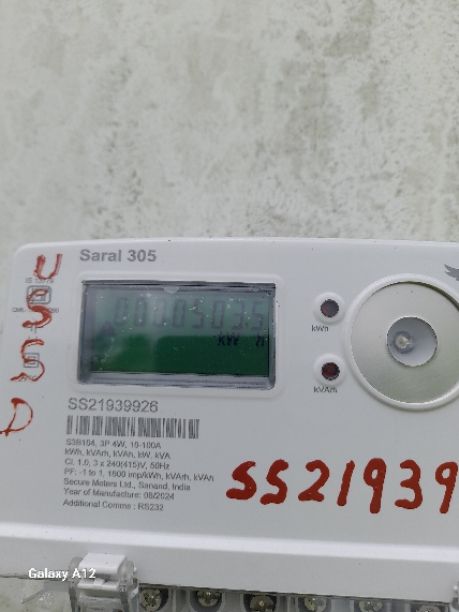 Saral 305
USSD
kW h
kWh
kVArh
SS21939926
S3B104, 3P 4W, 10-100A
kWh, kVArh, kVAh, kW, kVA
Cl. 1.0, 3 x 240(415)V, 50Hz
PF: -1 to 1, 1600 imp/kWh, kVArh, kVAh
Secure Meters Ltd., Sanand, India
Year of Manufacture: 08/2024
Additional Comms : RS232
SS21939
Galaxy A12